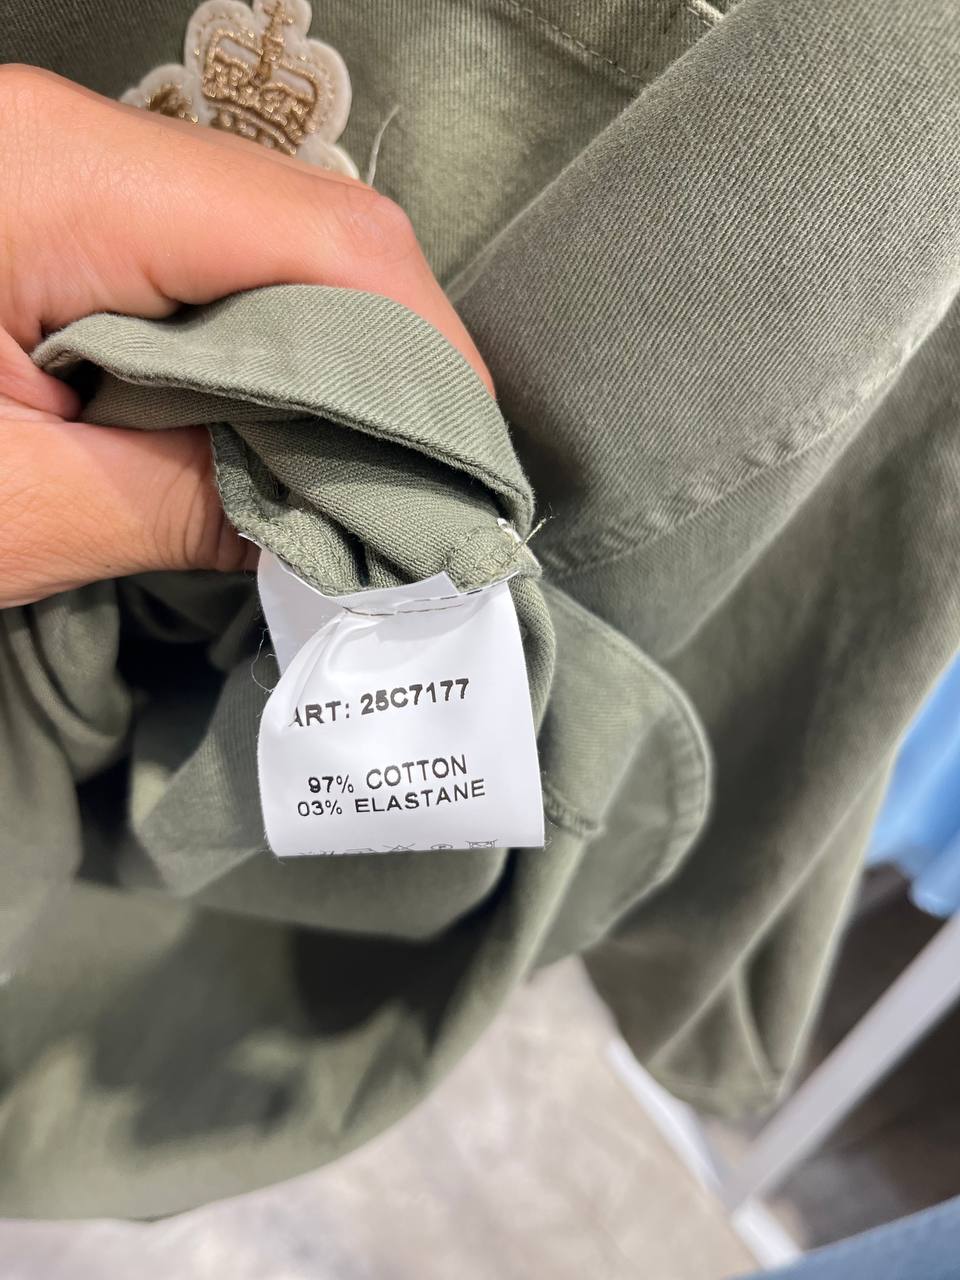 ART: 25C7177
97% COTTON
03% ELASTANE